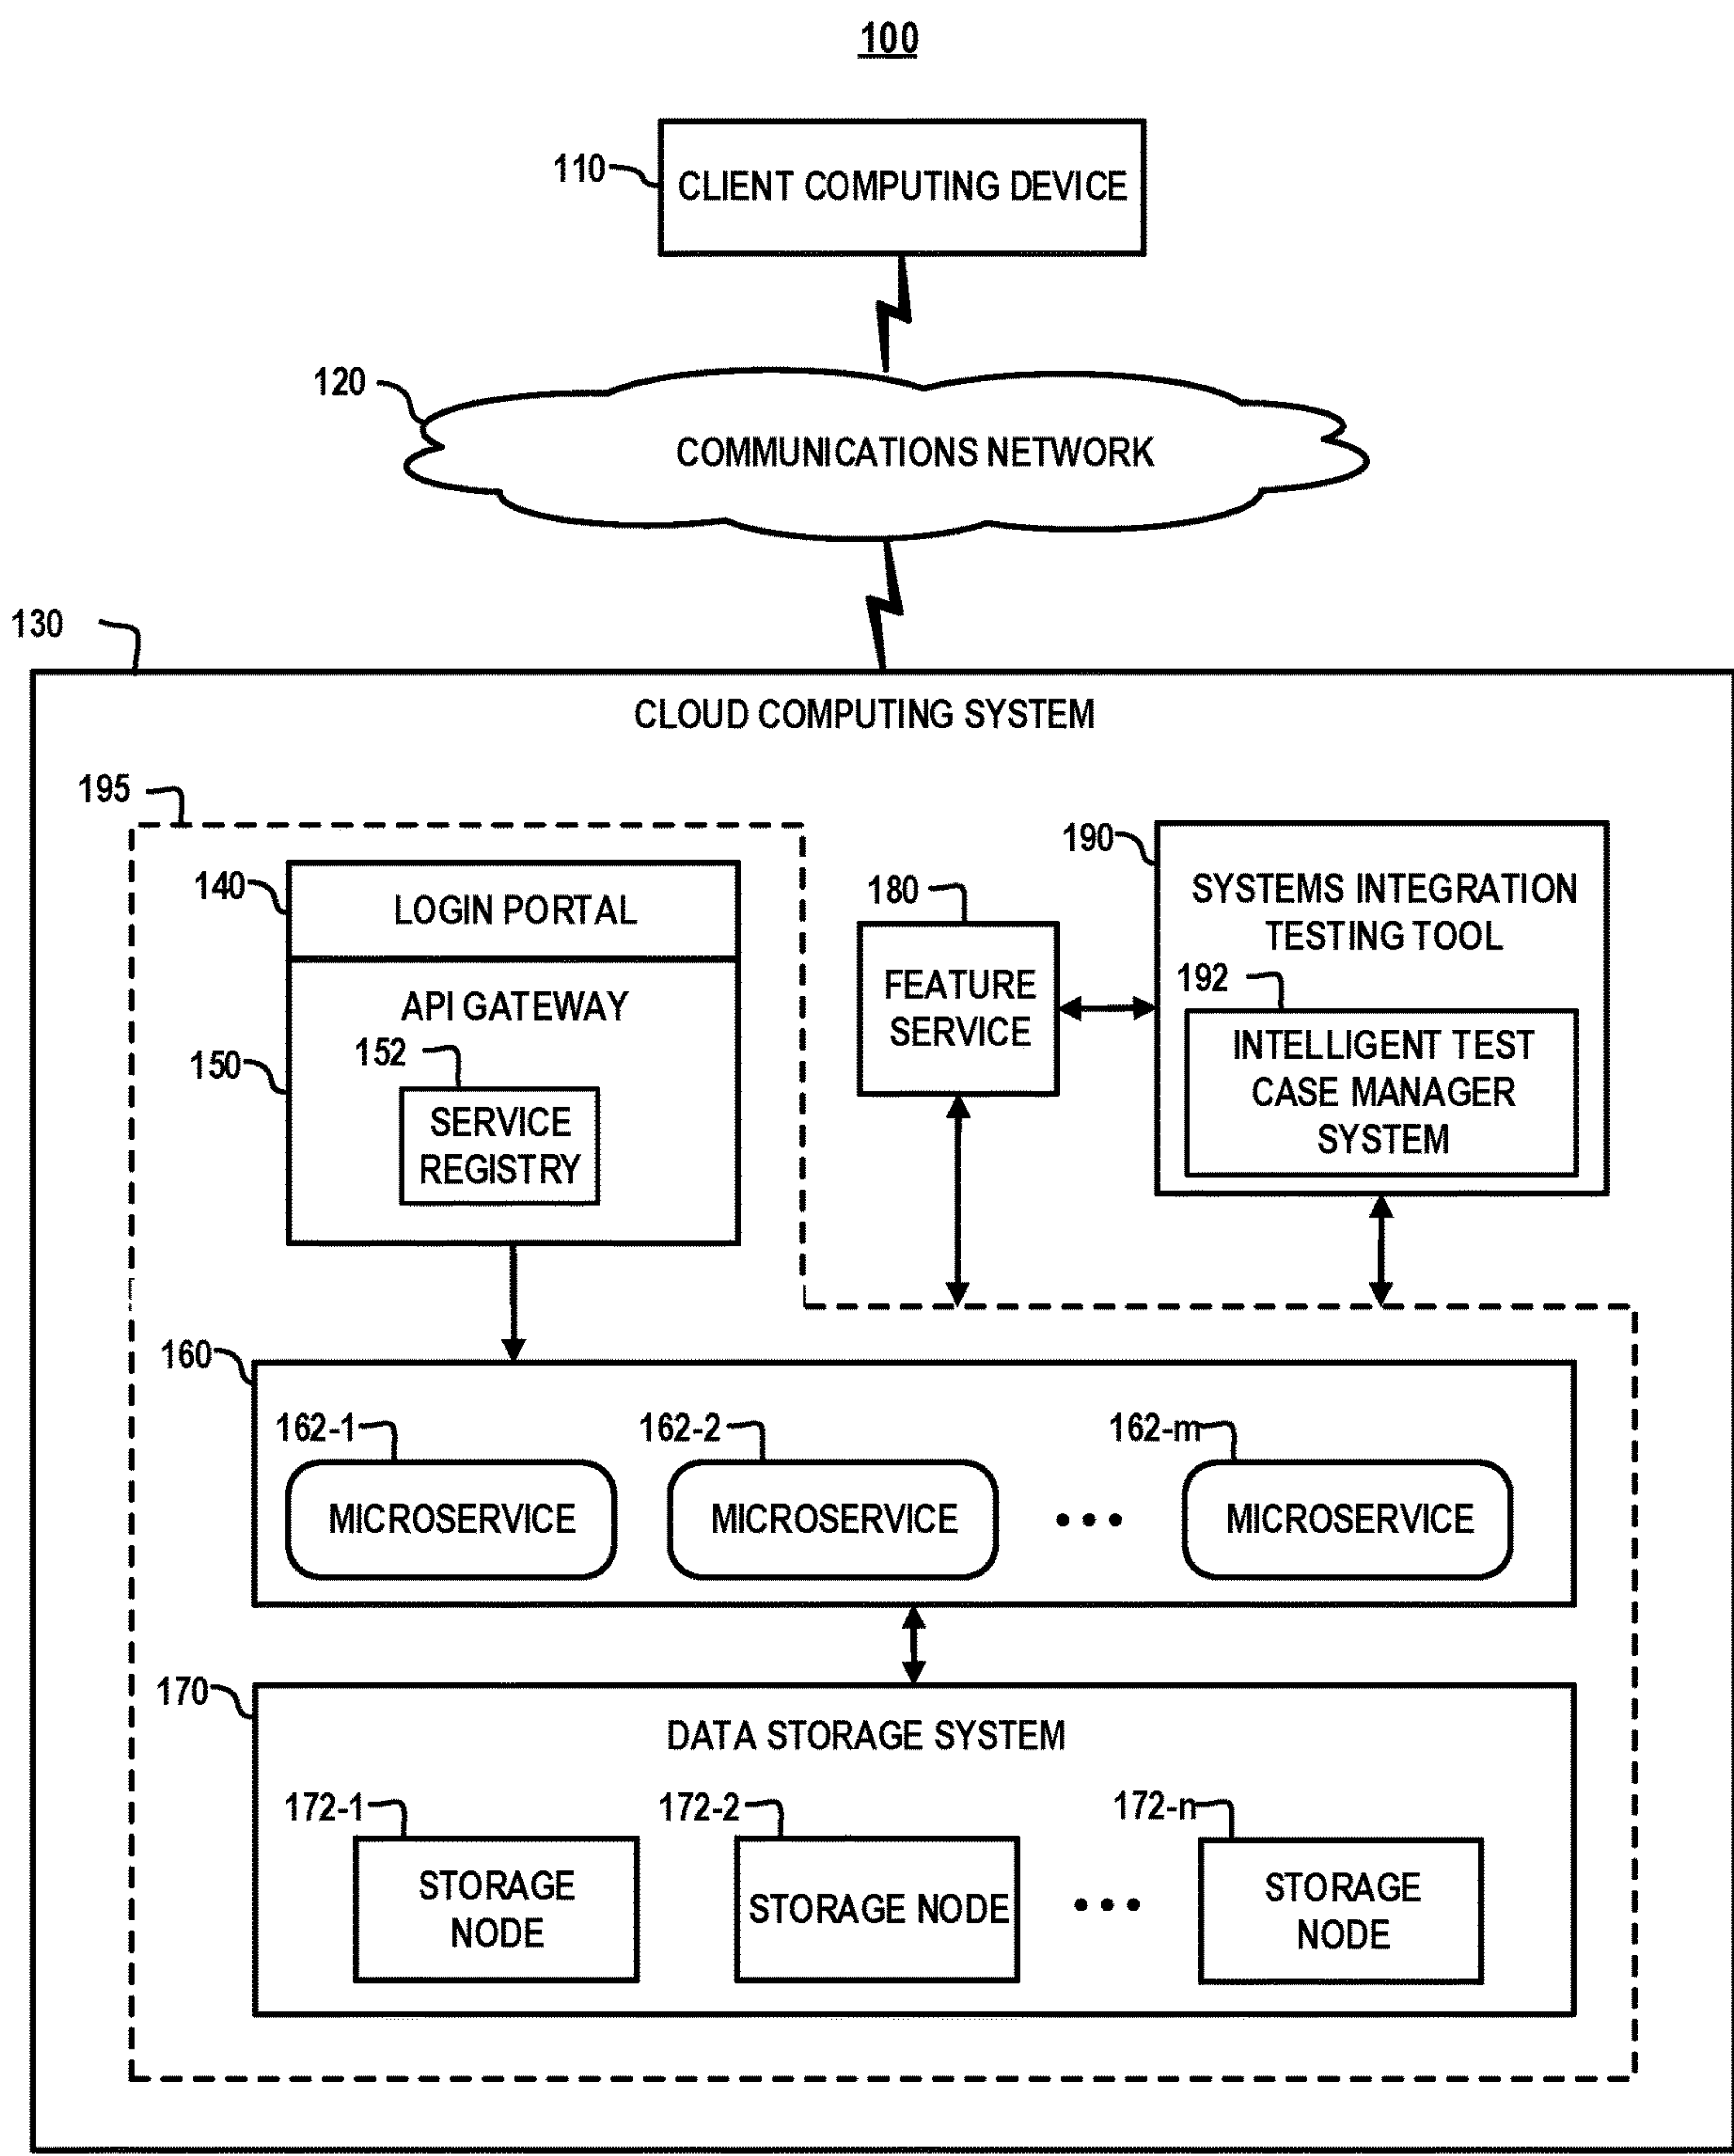 100
110
CLIENT COMPUTING DEVICE
120
COMMUNICATIONS NETWORK
130
CLOUD COMPUTING SYSTEM
195
140
LOGIN PORTAL
API GATEWAY
150
152
SERVICE
REGISTRY
180
FEATURE
SERVICE
190
SYSTEMS INTEGRATION
TESTING TOOL
192
INTELLIGENT TEST
CASE MANAGER
SYSTEM
160
162-1
162-2
162-m
MICROSERVICE
MICROSERVICE
•••
MICROSERVICE
170
DATA STORAGE SYSTEM
172-1
172-2
172-n
STORAGE
NODE
STORAGE NODE
•••
STORAGE
NODE